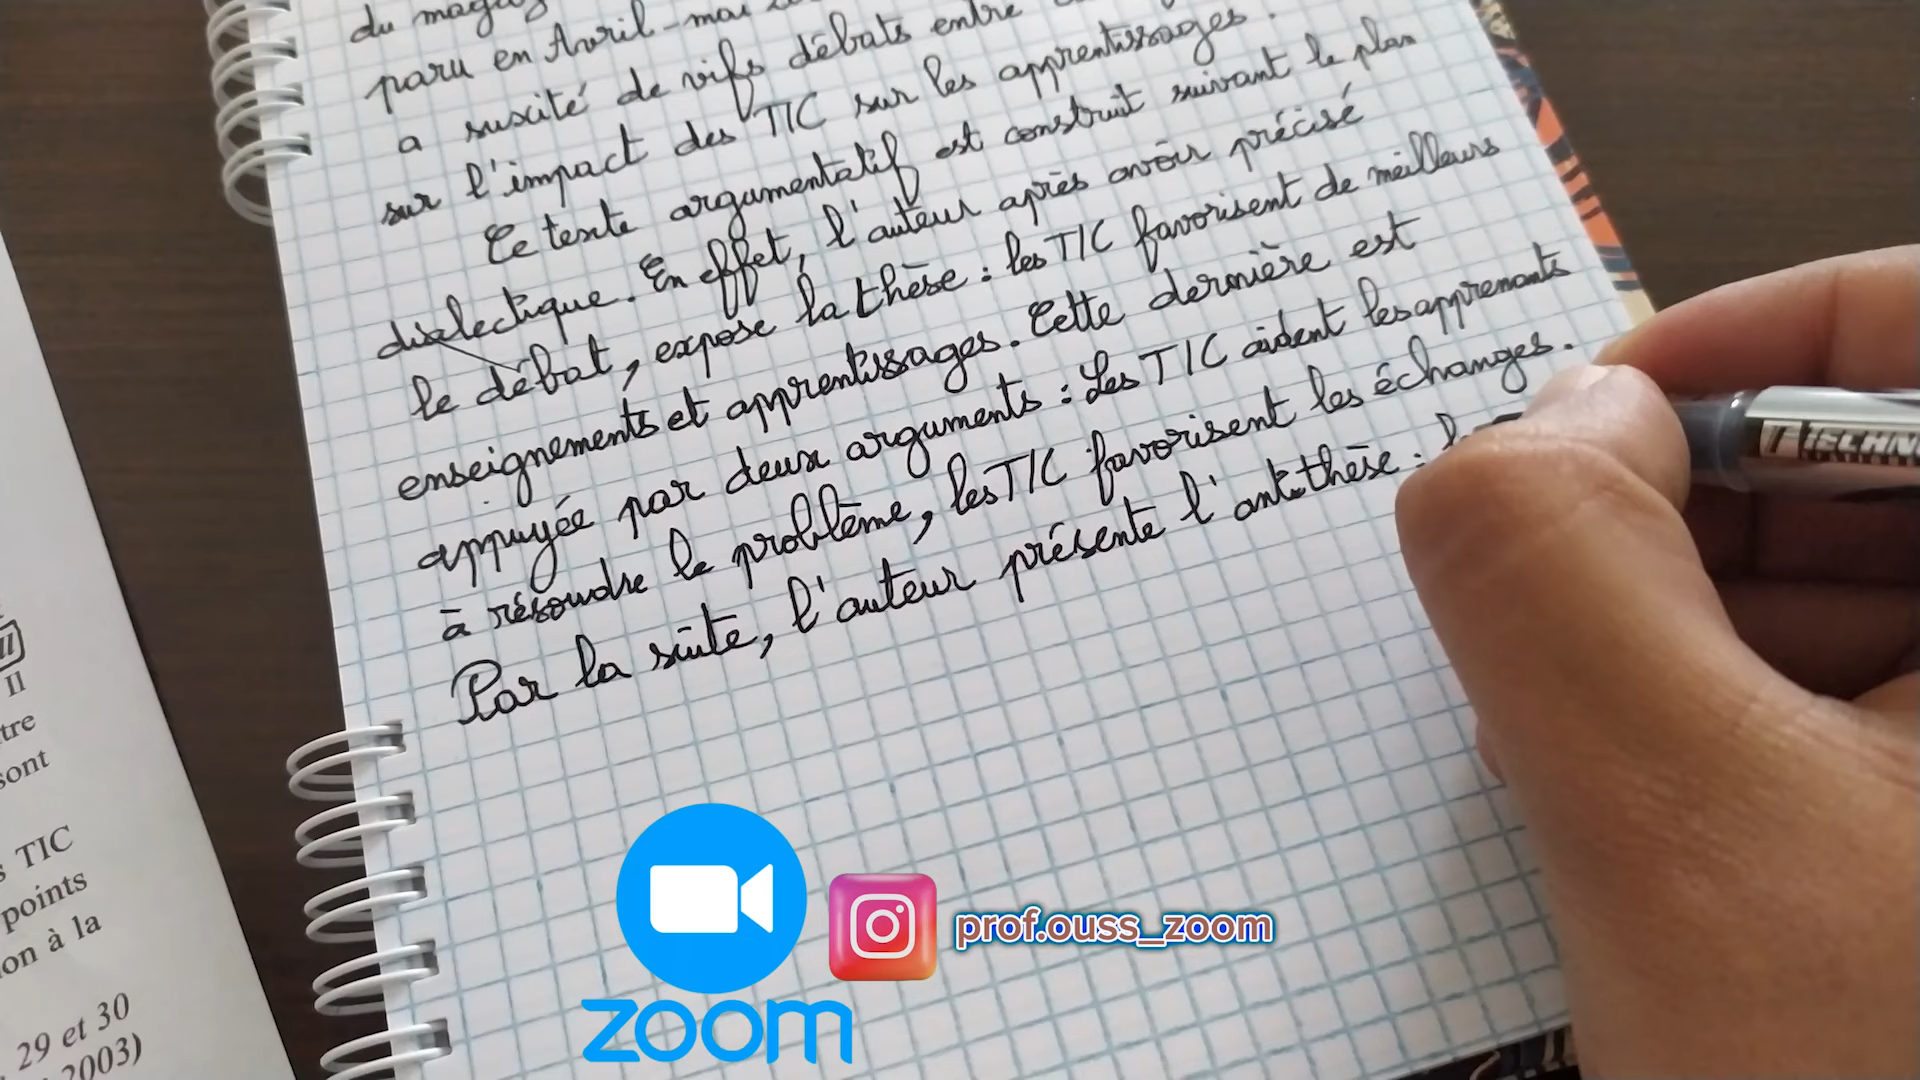 du
paru en Avril-mai
a suscité de vifs débats entre
sur l'impact des TIC sur les apprentissages.
Ce texte argumentatif est construit suivant le plan
dialectique. En effet, l'auteur après avoir précisé
le débat, expose la thèse : les TIC favorisent de meilleurs
enseignements et apprentissages. Cette dernière est
appuyée par deux arguments : Les TIC aident les apprenants
à résoudre le problème, les TIC favorisent les échanges.
Par la suite, l'auteur présente l'antithèse :
II
sont
TIC
points
à la
29 et 30
2003)
TECHN
zoom
prof.ouss_zoom